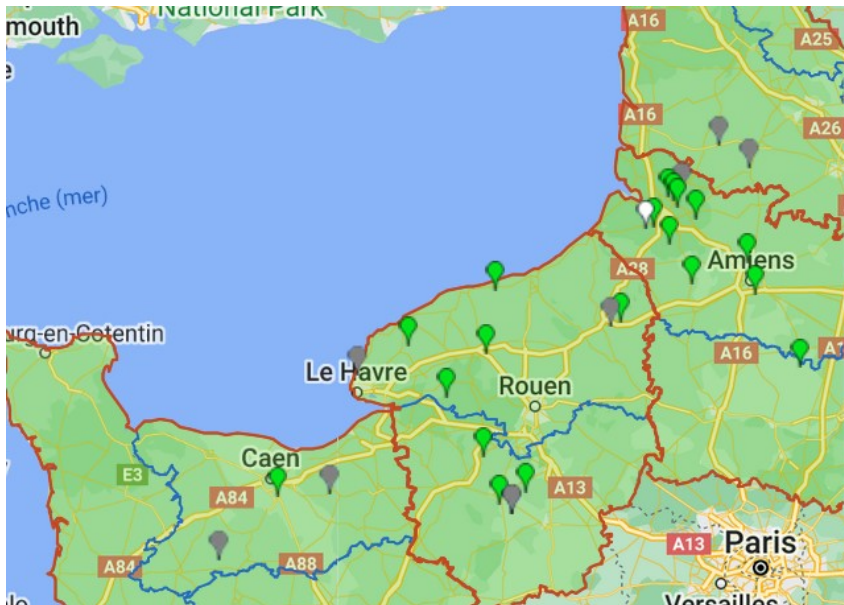 National Park
mouth
A16
A25
A16
A26
nche (mer)
A28
Amiens
urg-en-Cotentin
A16
Le Havre
Rouen
Caen
E3
A84
A13
A13
Paris
A84
A88
Versailles